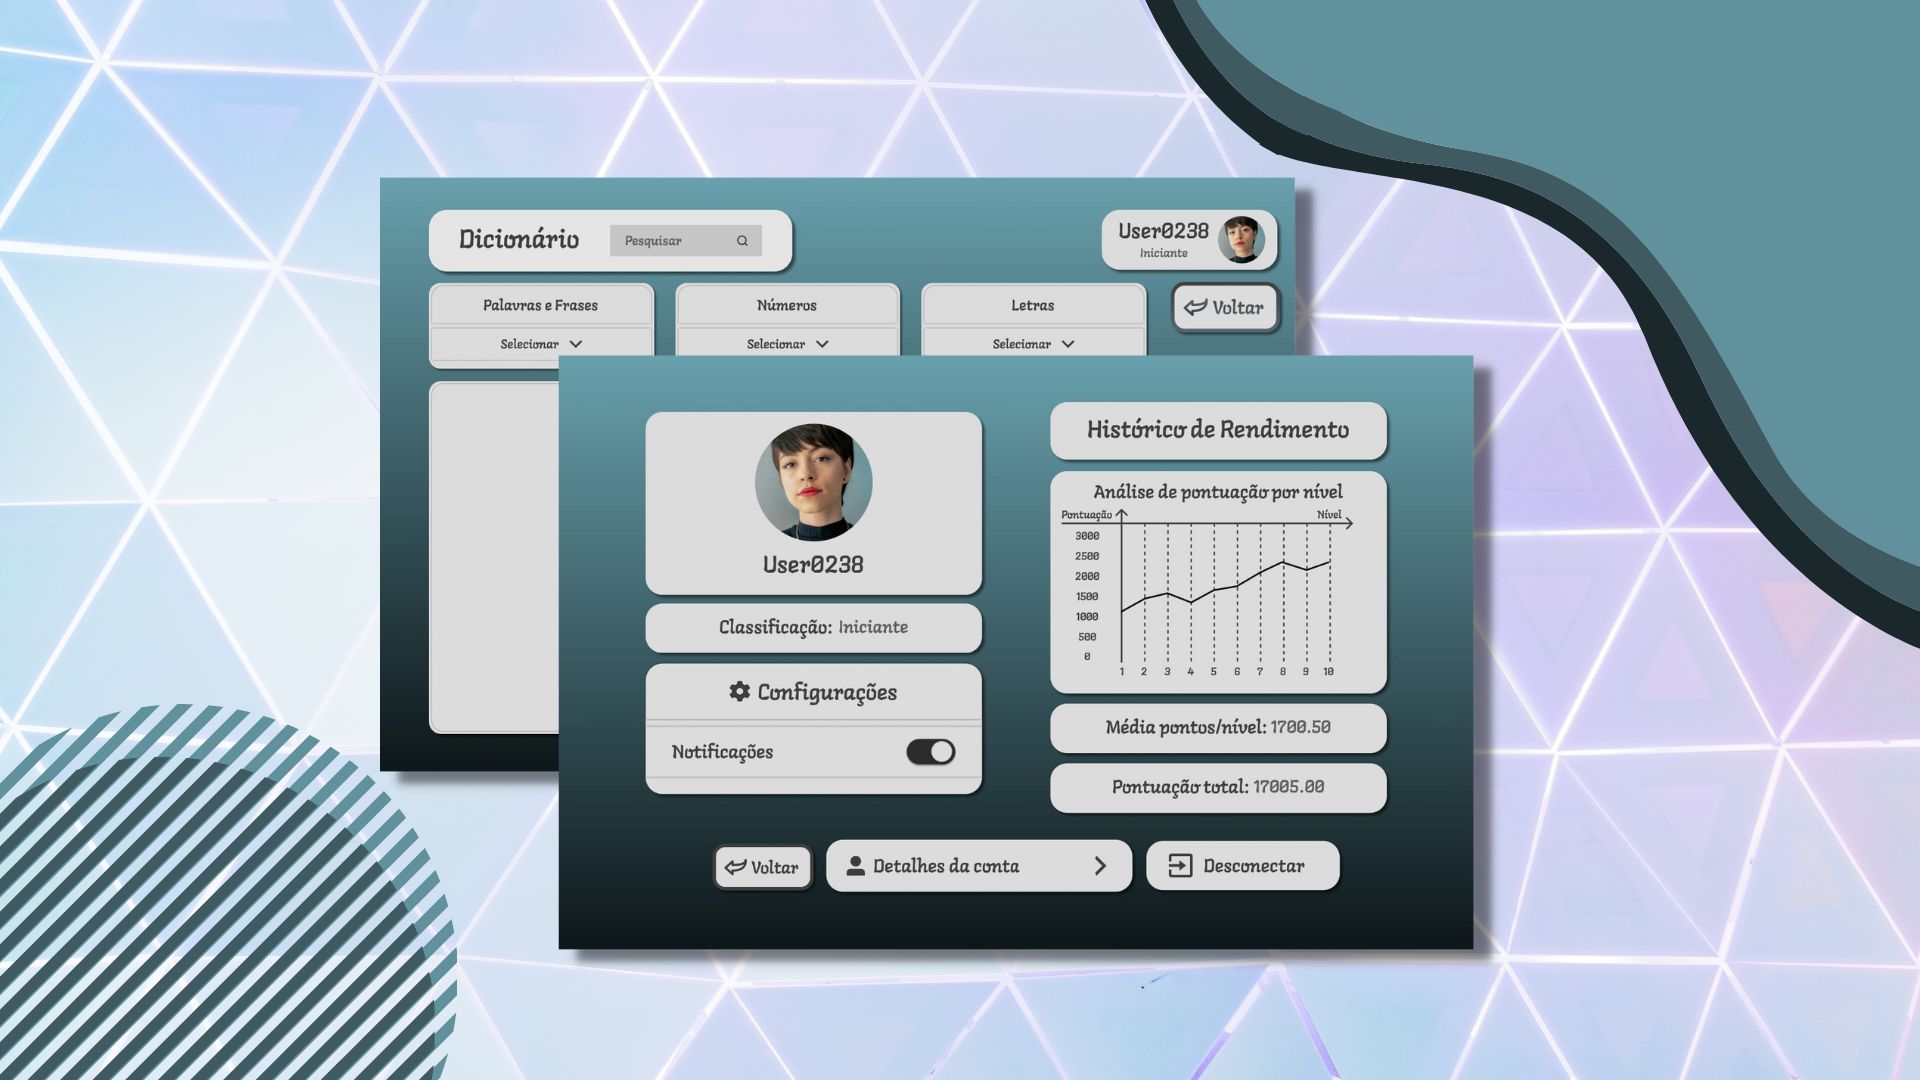 Dicionário
Pesquisar
User0238
Iniciante
Palavras e Frases
Números
Letras
Voltar
Selecionar
Selecionar
Selecionar
User0238
Classificação: Iniciante
Configurações
Notificações
Histórico de Rendimento
Análise de pontuação por nível
Pontuação
Nível
3000
2500
2000
1500
1000
500
0
1 2 3 4 5 6 7 8 9 10
Média pontos/nível: 1700.50
Pontuação total: 17005.00
Voltar
Detalhes da conta
Desconectar